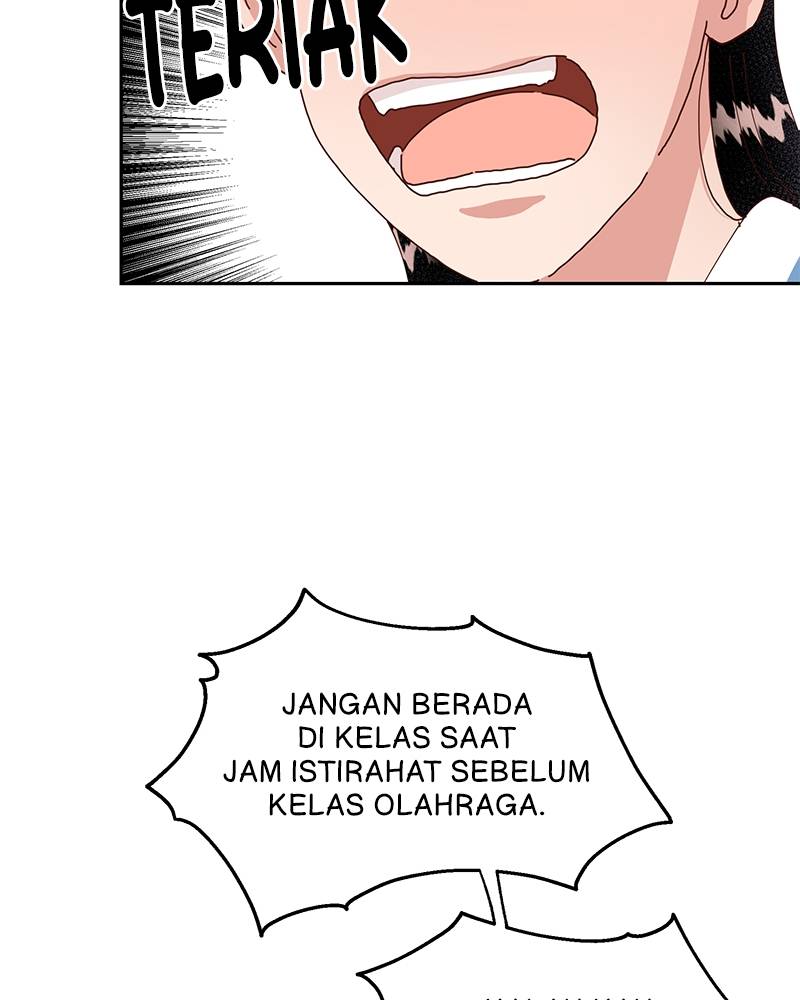 TERIAK
JANGAN BERADA
DI KELAS SAAT
JAM ISTIRAHAT SEBELUM
KELAS OLAHRAGA.